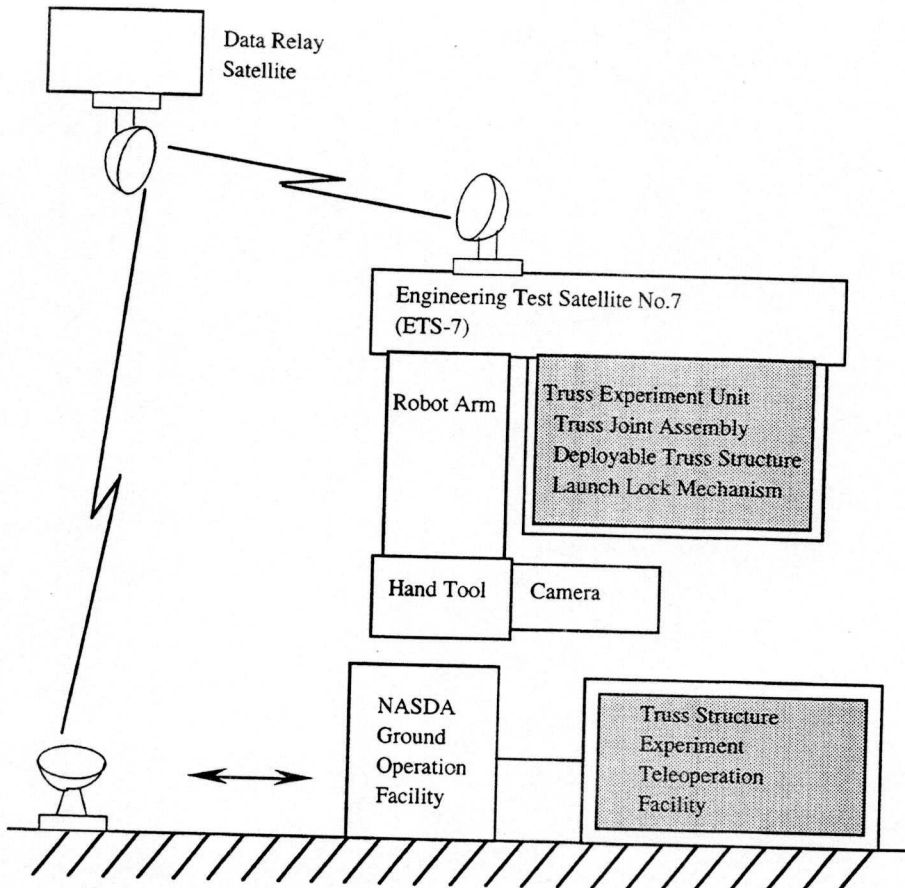 Data Relay
Satellite
Engineering Test Satellite No.7
(ETS-7)
Robot Arm
Truss Experiment Unit
Truss Joint Assembly
Deployable Truss Structure
Launch Lock Mechanism
Hand Tool
Camera
NASDA
Ground
Operation
Facility
Truss Structure
Experiment
Teleoperation
Facility